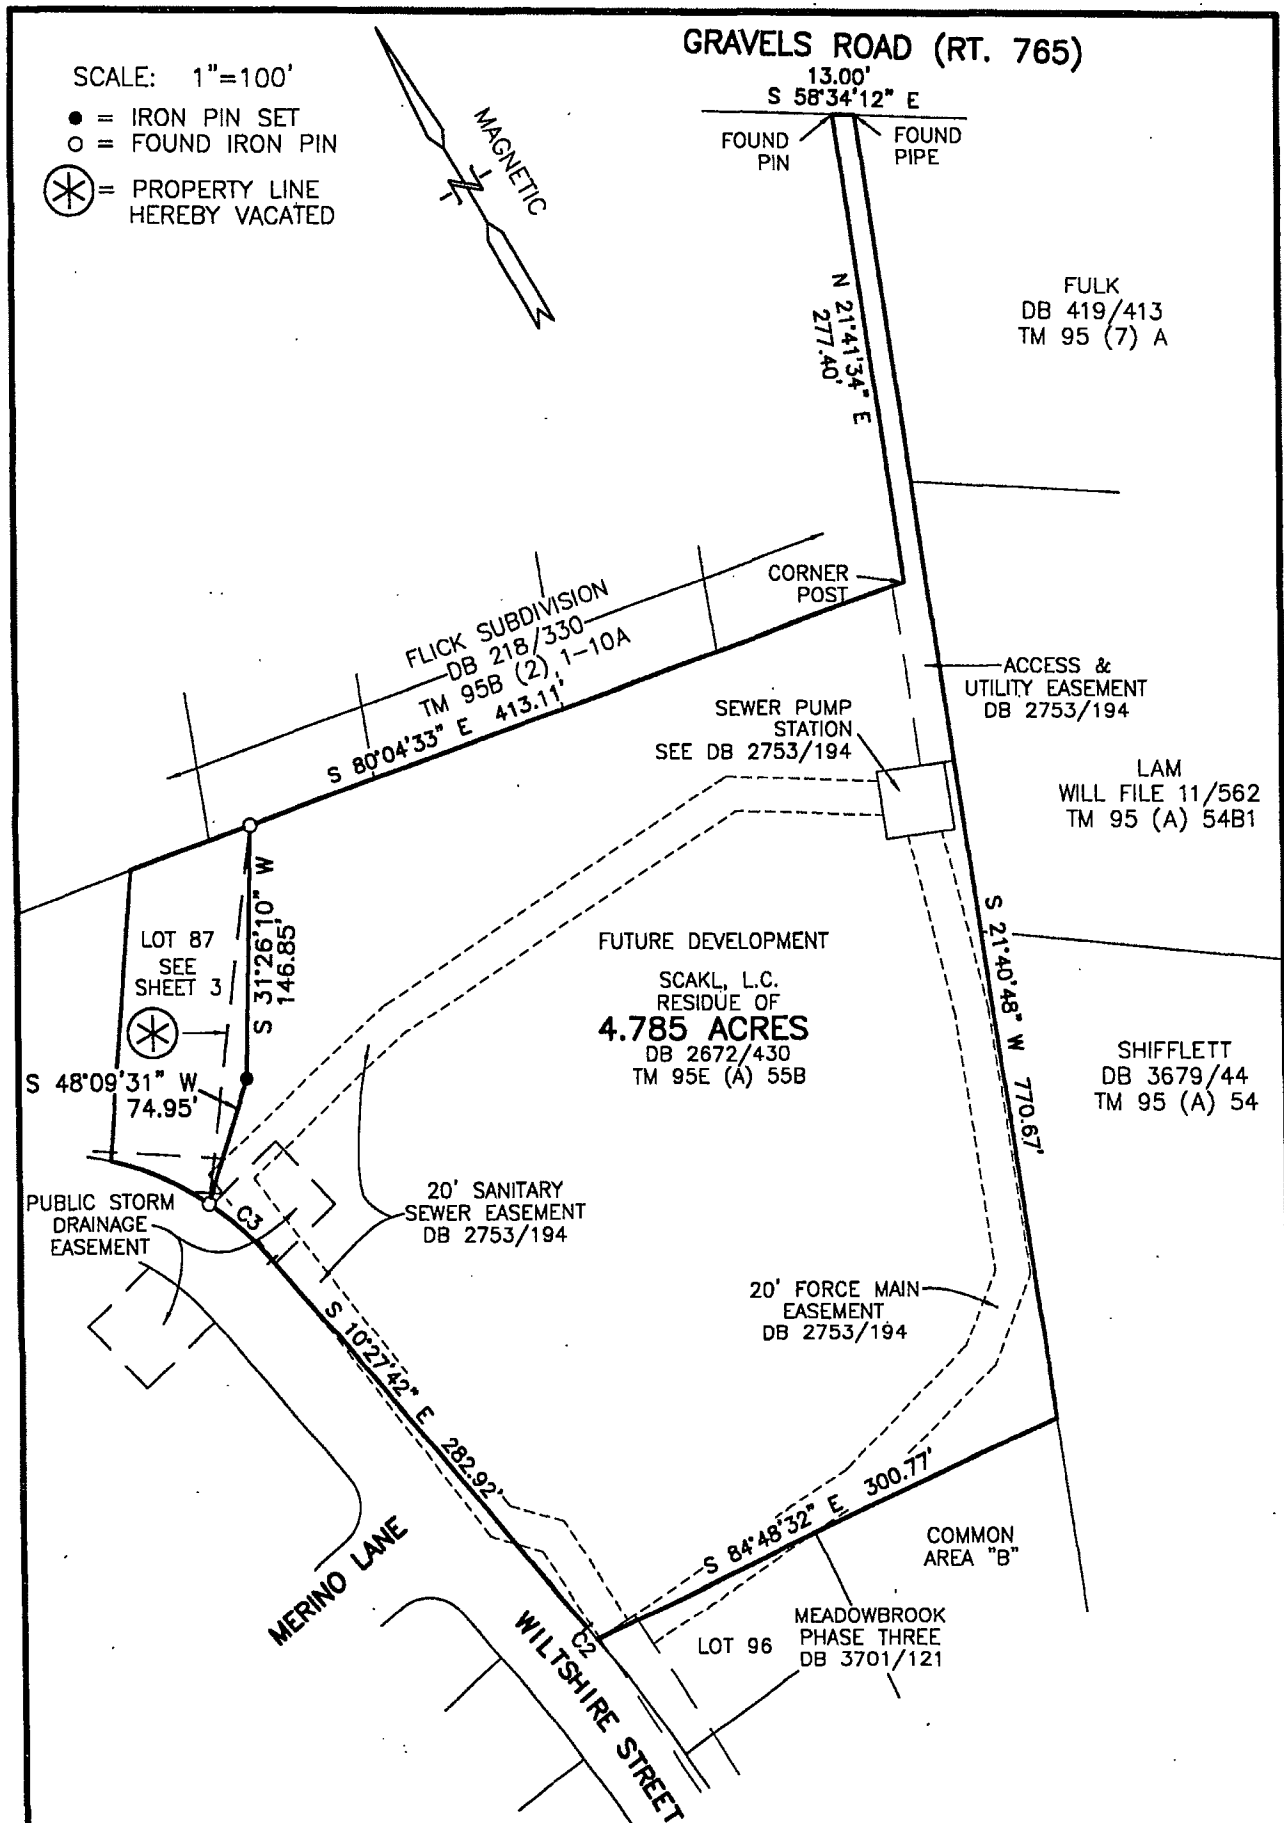 GRAVELS ROAD (RT. 765)
13.00'
S 58°34'12" E
SCALE: 1"=100'
● = IRON PIN SET
○ = FOUND IRON PIN
= PROPERTY LINE
HEREBY VACATED
MAGNETIC
FOUND
PIN
FOUND
PIPE
N 21°41'34" E
277.40'
FULK
DB 419/413
TM 95 (7) A
CORNER
POST
FLICK SUBDIVISION
DB 218/330
TM 95B (2) 1-10A
S 80°04'33" E 413.11'
ACCESS &
UTILITY EASEMENT
DB 2753/194
SEWER PUMP
STATION
SEE DB 2753/194
LAM
WILL FILE 11/562
TM 95 (A) 54B1
S 31°26'10" W
146.85'
LOT 87
SEE
SHEET 3
S 48°09'31" W
74.95'
FUTURE DEVELOPMENT
SCAKL, L.C.
RESIDUE OF
4.785 ACRES
DB 2672/430
TM 95E (A) 55B
S 21°40'48" W 770.67'
SHIFFLETT
DB 3679/44
TM 95 (A) 54
PUBLIC STORM
DRAINAGE
EASEMENT
C3
20' SANITARY
SEWER EASEMENT
DB 2753/194
20' FORCE MAIN
EASEMENT
DB 2753/194
S 10°27'42" E 282.92'
S 84°48'32" E 300.77'
COMMON
AREA "B"
MERINO LANE
C2
WILTSHIRE STREET
LOT 96
MEADOWBROOK
PHASE THREE
DB 3701/121